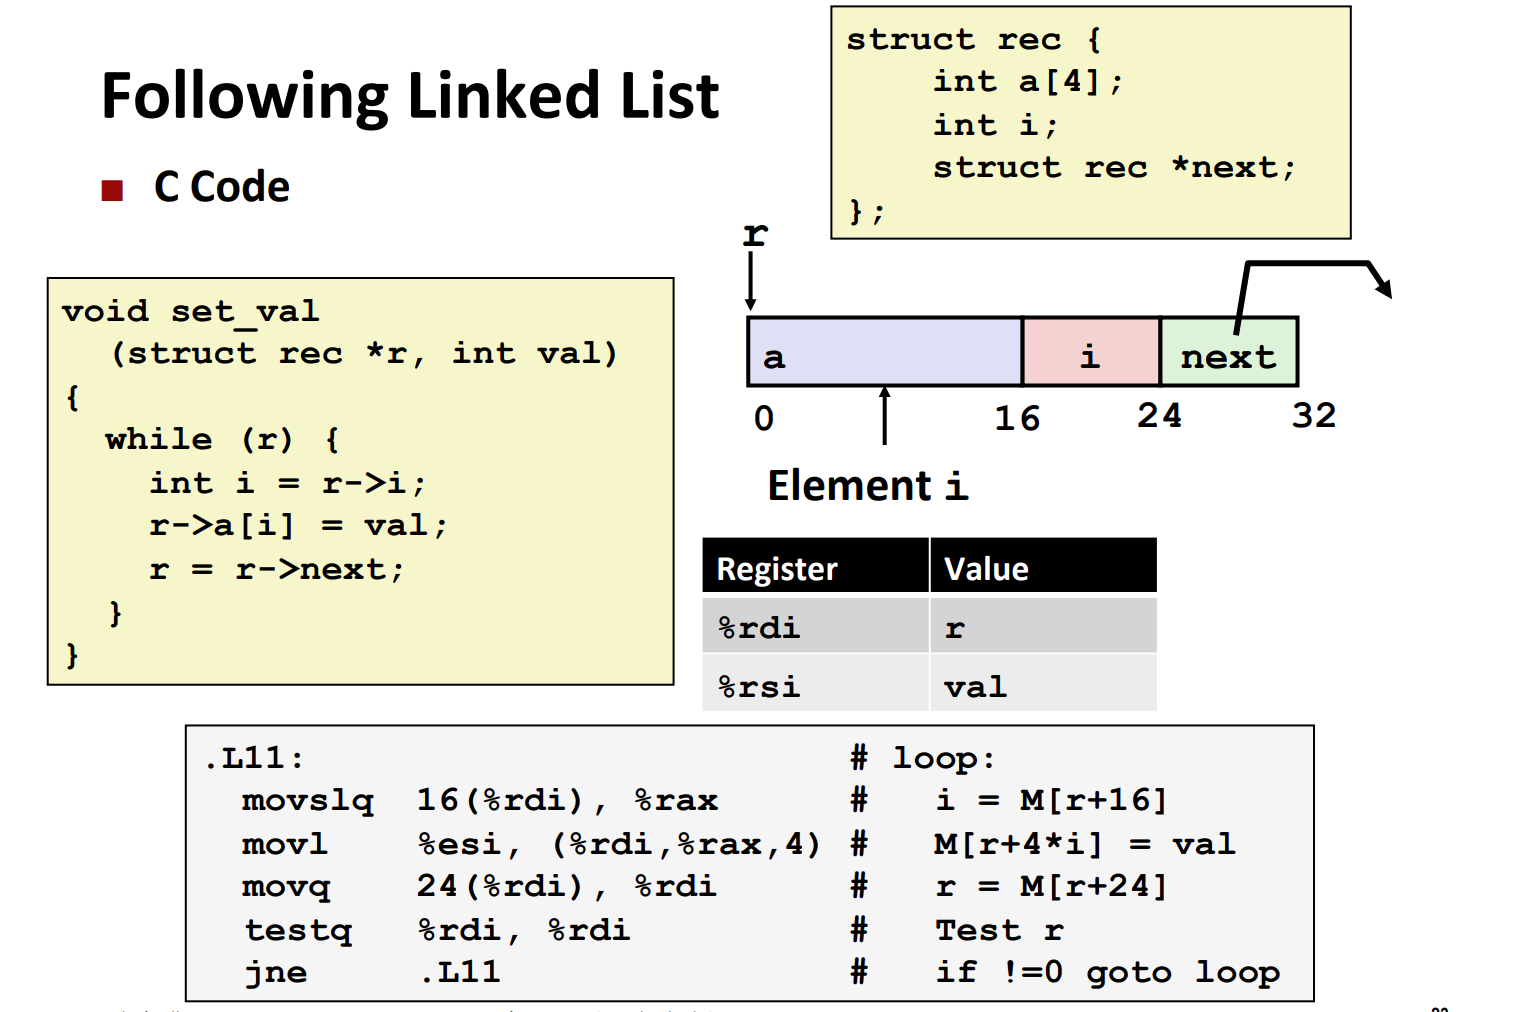 Following Linked List
C Code
struct rec {
int a[4];
int i;
struct rec *next;
};
void set_val
(struct rec *r, int val)
{
while (r) {
int i = r->i;
r->a[i] = val;
r = r->next;
}
}
r
a i next
0 16 24 32
Element i
Register Value
%rdi r
%rsi val
.L11: # loop:
movslq 16(%rdi), %rax # i = M[r+16]
movl %esi, (%rdi,%rax,4) # M[r+4*i] = val
movq 24(%rdi), %rdi # r = M[r+24]
testq %rdi, %rdi # Test r
jne .L11 # if !=0 goto loop